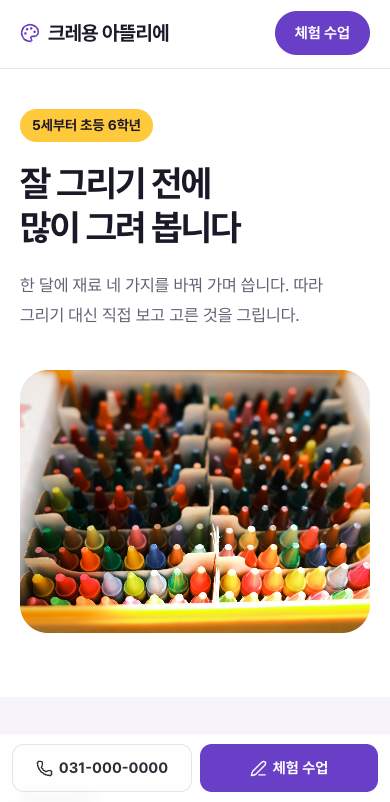 크레용 아뜰리에
체험 수업
5세부터 초등 6학년
잘 그리기 전에
많이 그려 봅니다
한 달에 재료 네 가지를 바꿔 가며 씁니다. 따라
그리기 대신 직접 보고 고른 것을 그립니다.
031-000-0000
체험 수업